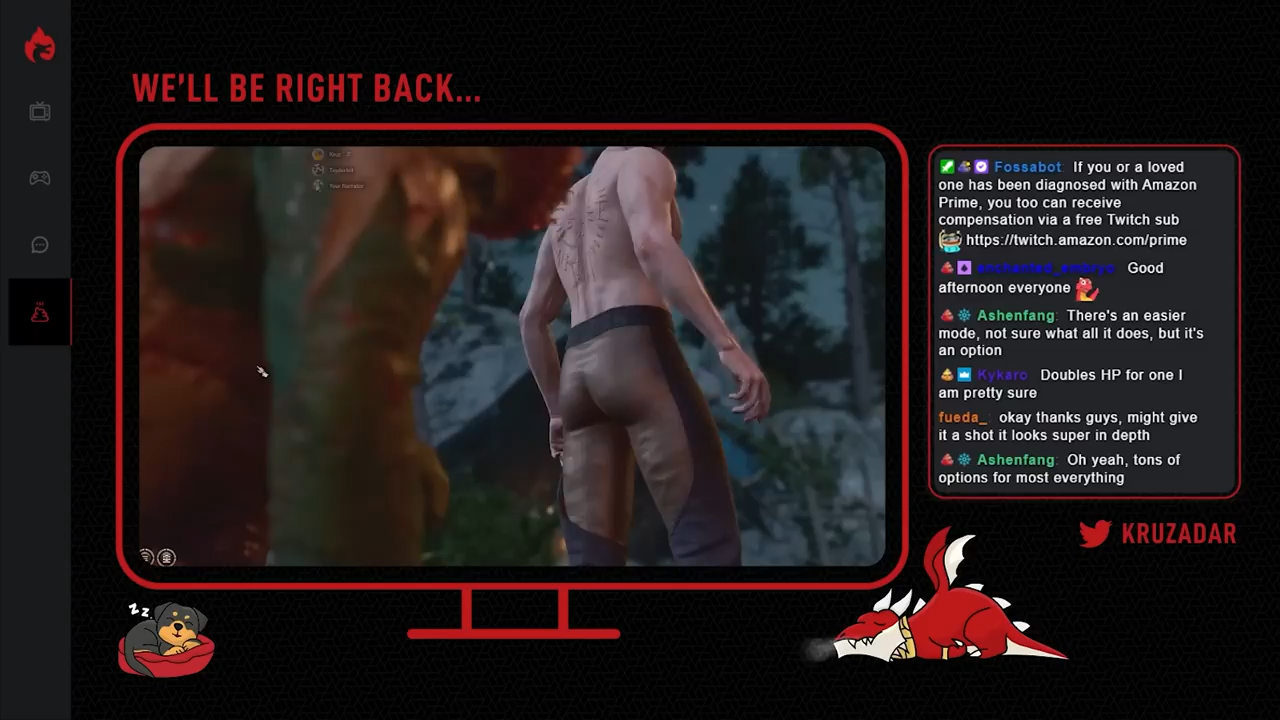 WE'LL BE RIGHT BACK...
Fossabot If you or a loved
one has been diagnosed with Amazon
Prime, you too can receive
compensation via a free Twitch sub
https://twitch.amazon.com/prime
enchanted_embryo Good
afternoon everyone
Ashenfang: There's an easier
mode, not sure what all it does, but it's
an option
Kykaro Doubles HP for one I
am pretty sure
fueda_: okay thanks guys, might give
it a shot it looks super in depth
Ashenfang: Oh yeah, tons of
options for most everything
KRUZADAR
z z